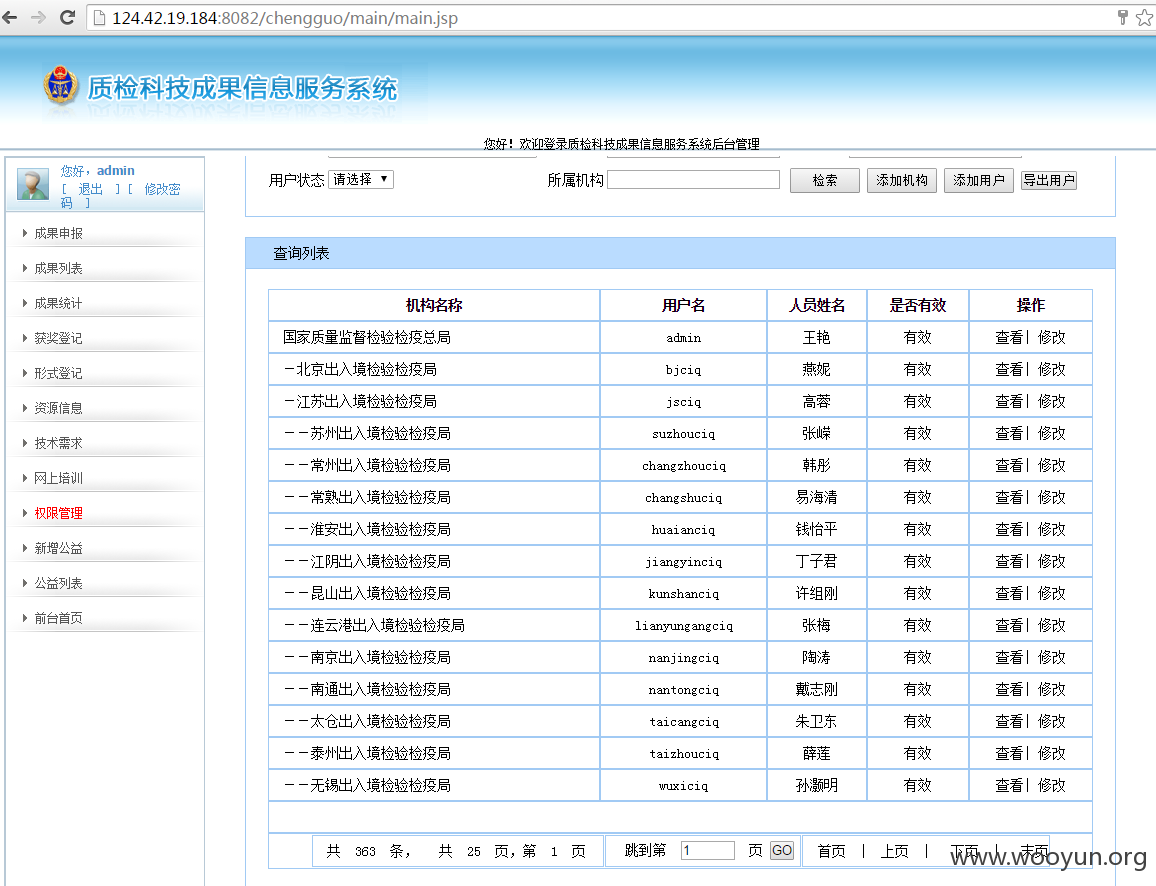 124.42.19.184:8082/chengguo/main/main.jsp
质检科技成果信息服务系统
您好！欢迎登录质检科技成果信息服务系统后台管理
您好，admin
[ 退出 ] [ 修改密
码 ]
成果申报
成果列表
成果统计
获奖登记
形式登记
资源信息
技术需求
网上培训
权限管理
新增公益
公益列表
前台首页
用户状态 请选择 所属机构 检索 添加机构 添加用户 导出用户
查询列表
机构名称 用户名 人员姓名 是否有效 操作
国家质量监督检验检疫总局 admin 王艳 有效 查看| 修改
－北京出入境检验检疫局 bjciq 燕妮 有效 查看| 修改
－江苏出入境检验检疫局 jsciq 高蓉 有效 查看| 修改
－－苏州出入境检验检疫局 suzhouciq 张嵘 有效 查看| 修改
－－常州出入境检验检疫局 changzhouciq 韩彤 有效 查看| 修改
－－常熟出入境检验检疫局 changshuciq 易海清 有效 查看| 修改
－－淮安出入境检验检疫局 huaianciq 钱怡平 有效 查看| 修改
－－江阴出入境检验检疫局 jiangyinciq 丁子君 有效 查看| 修改
－－昆山出入境检验检疫局 kunshanciq 许组刚 有效 查看| 修改
－－连云港出入境检验检疫局 lianyungangciq 张梅 有效 查看| 修改
－－南京出入境检验检疫局 nanjingciq 陶涛 有效 查看| 修改
－－南通出入境检验检疫局 nantongciq 戴志刚 有效 查看| 修改
－－太仓出入境检验检疫局 taicangciq 朱卫东 有效 查看| 修改
－－泰州出入境检验检疫局 taizhouciq 薛莲 有效 查看| 修改
－－无锡出入境检验检疫局 wuxiciq 孙灏明 有效 查看| 修改
共 363 条， 共 25 页，第 1 页 跳到第 1 页 GO 首页 | 上页 | 下页 | 末页
www.wooyun.org